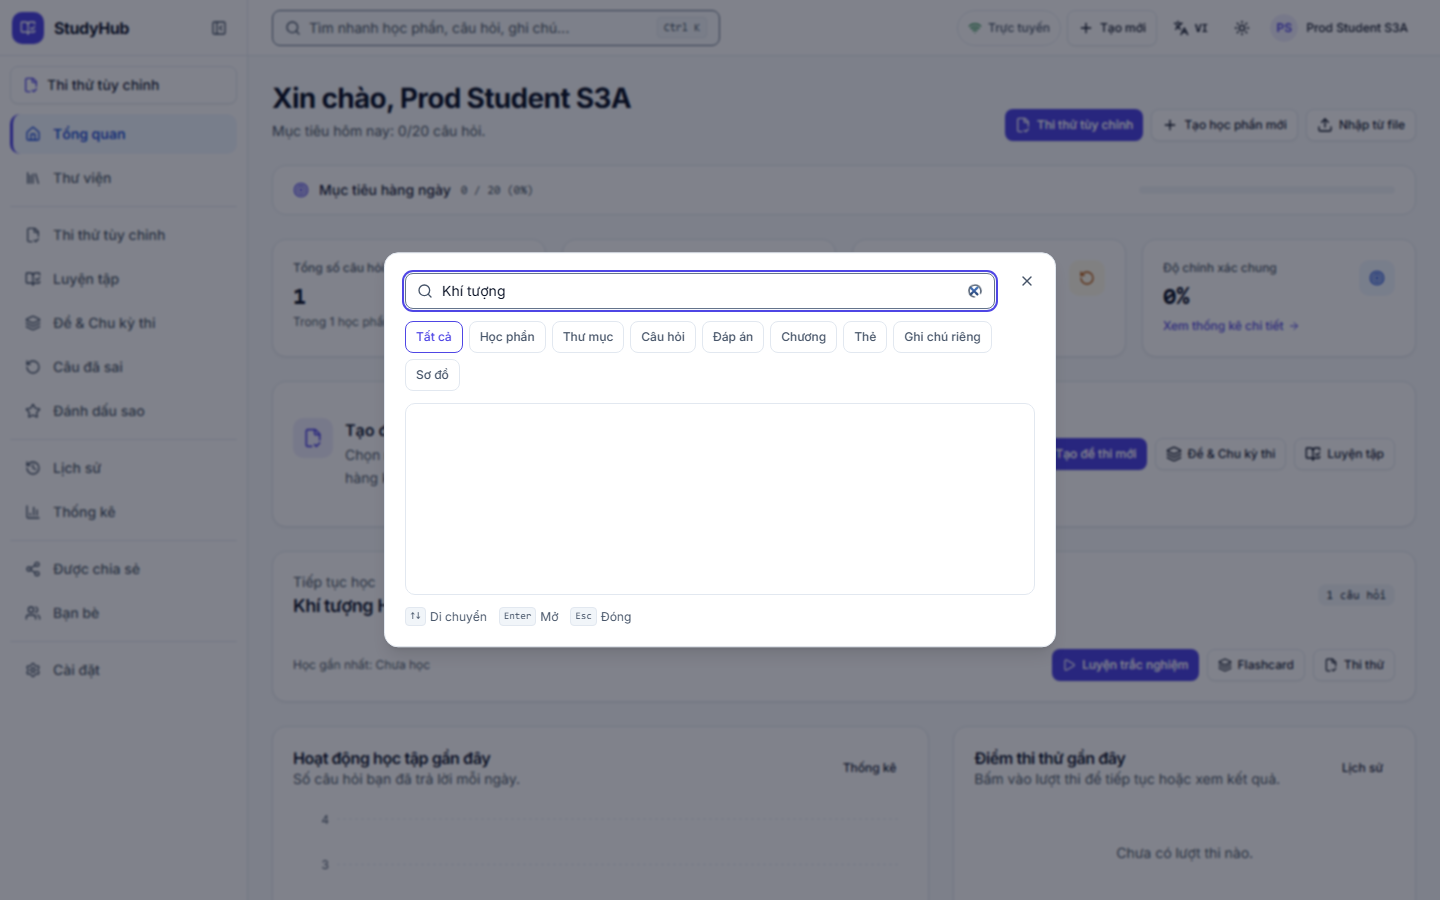 StudyHub
Tìm nhanh học phần, câu hỏi, ghi chú...
Ctrl K
Trực tuyến
Tạo mới
VI
PS
Prod Student S3A
Thi thử tùy chỉnh
Tổng quan
Thư viện
Thi thử tùy chỉnh
Luyện tập
Đề & Chu kỳ thi
Câu đã sai
Đánh dấu sao
Lịch sử
Thống kê
Được chia sẻ
Bạn bè
Cài đặt
Xin chào, Prod Student S3A
Mục tiêu hôm nay: 0/20 câu hỏi.
Thi thử tùy chỉnh
Tạo học phần mới
Nhập từ file
Mục tiêu hàng ngày 0 / 20 (0%)
Tổng số câu hỏi
1
Trong 1 học phần
Độ chính xác chung
0%
Xem thống kê chi tiết →
Khí tượng
Tất cả
Học phần
Thư mục
Câu hỏi
Đáp án
Chương
Thẻ
Ghi chú riêng
Sơ đồ
↑↓ Di chuyển
Enter Mở
Esc Đóng
Chọn
hàng
Tạo đề thi mới
Đề & Chu kỳ thi
Luyện tập
Tiếp tục học
Khí tượng
1 câu hỏi
Học gần nhất: Chưa học
Luyện trắc nghiệm
Flashcard
Thi thử
Hoạt động học tập gần đây
Số câu hỏi bạn đã trả lời mỗi ngày.
Thống kê
4
3
Điểm thi thử gần đây
Bấm vào lượt thi để tiếp tục hoặc xem kết quả.
Lịch sử
Chưa có lượt thi nào.